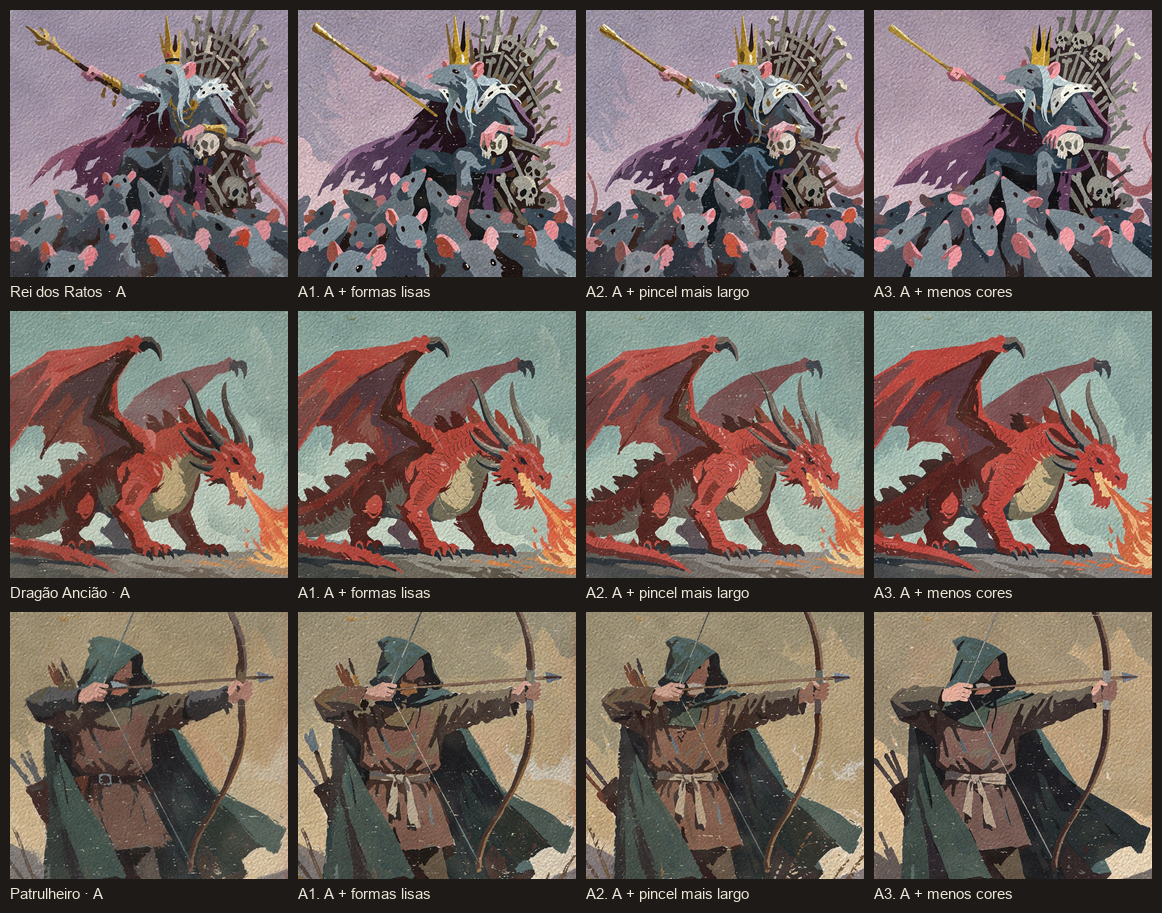 Rei dos Ratos · A
A1. A + formas lisas
A2. A + pincel mais largo
A3. A + menos cores
Dragão Ancião · A
A1. A + formas lisas
A2. A + pincel mais largo
A3. A + menos cores
Patrulheiro · A
A1. A + formas lisas
A2. A + pincel mais largo
A3. A + menos cores